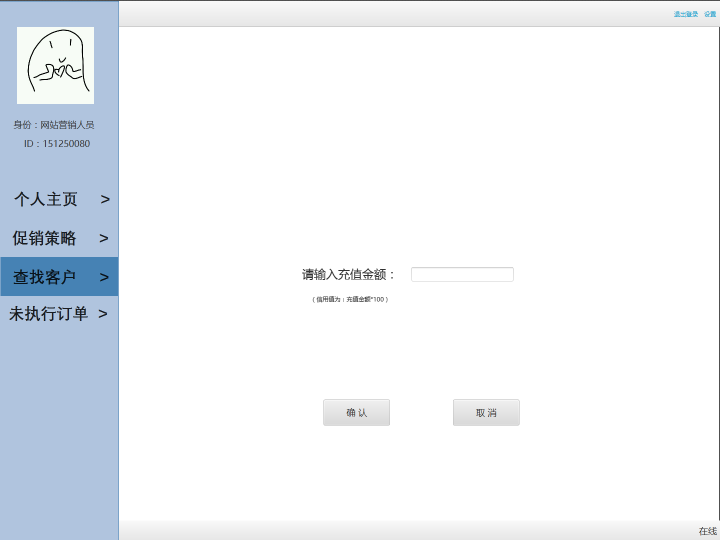 退出登录 设置
身份：网站营销人员
ID：151250080
个人主页 >
促销策略 >
查找客户 >
未执行订单 >
请输入充值金额：
（信用值为：充值金额*100）
确 认
取 消
在线